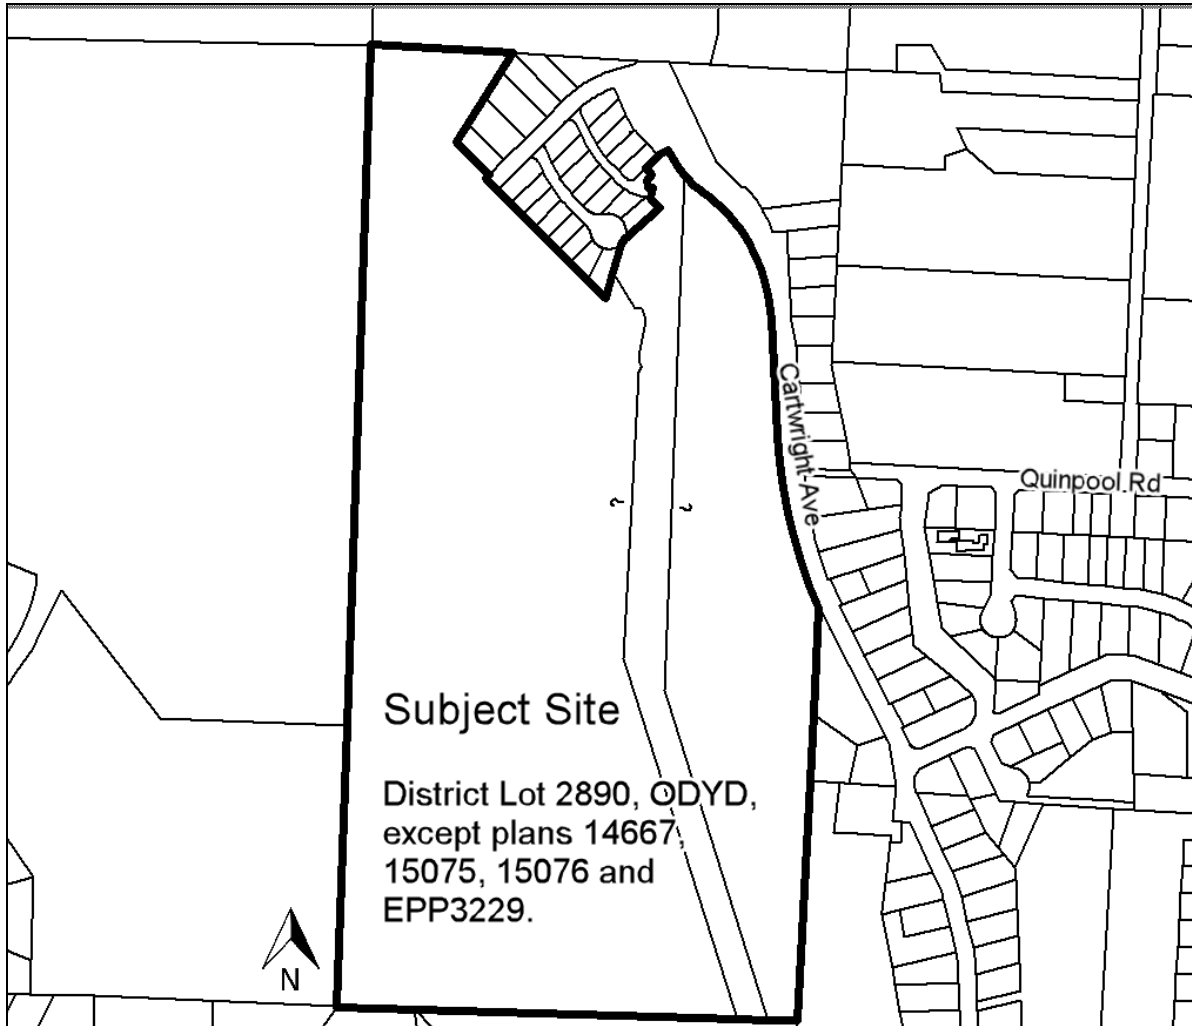 Cartwright Ave
Quinpool Rd
Subject Site
District Lot 2890, ODYD,
except plans 14667,
15075, 15076 and
EPP3229.
N